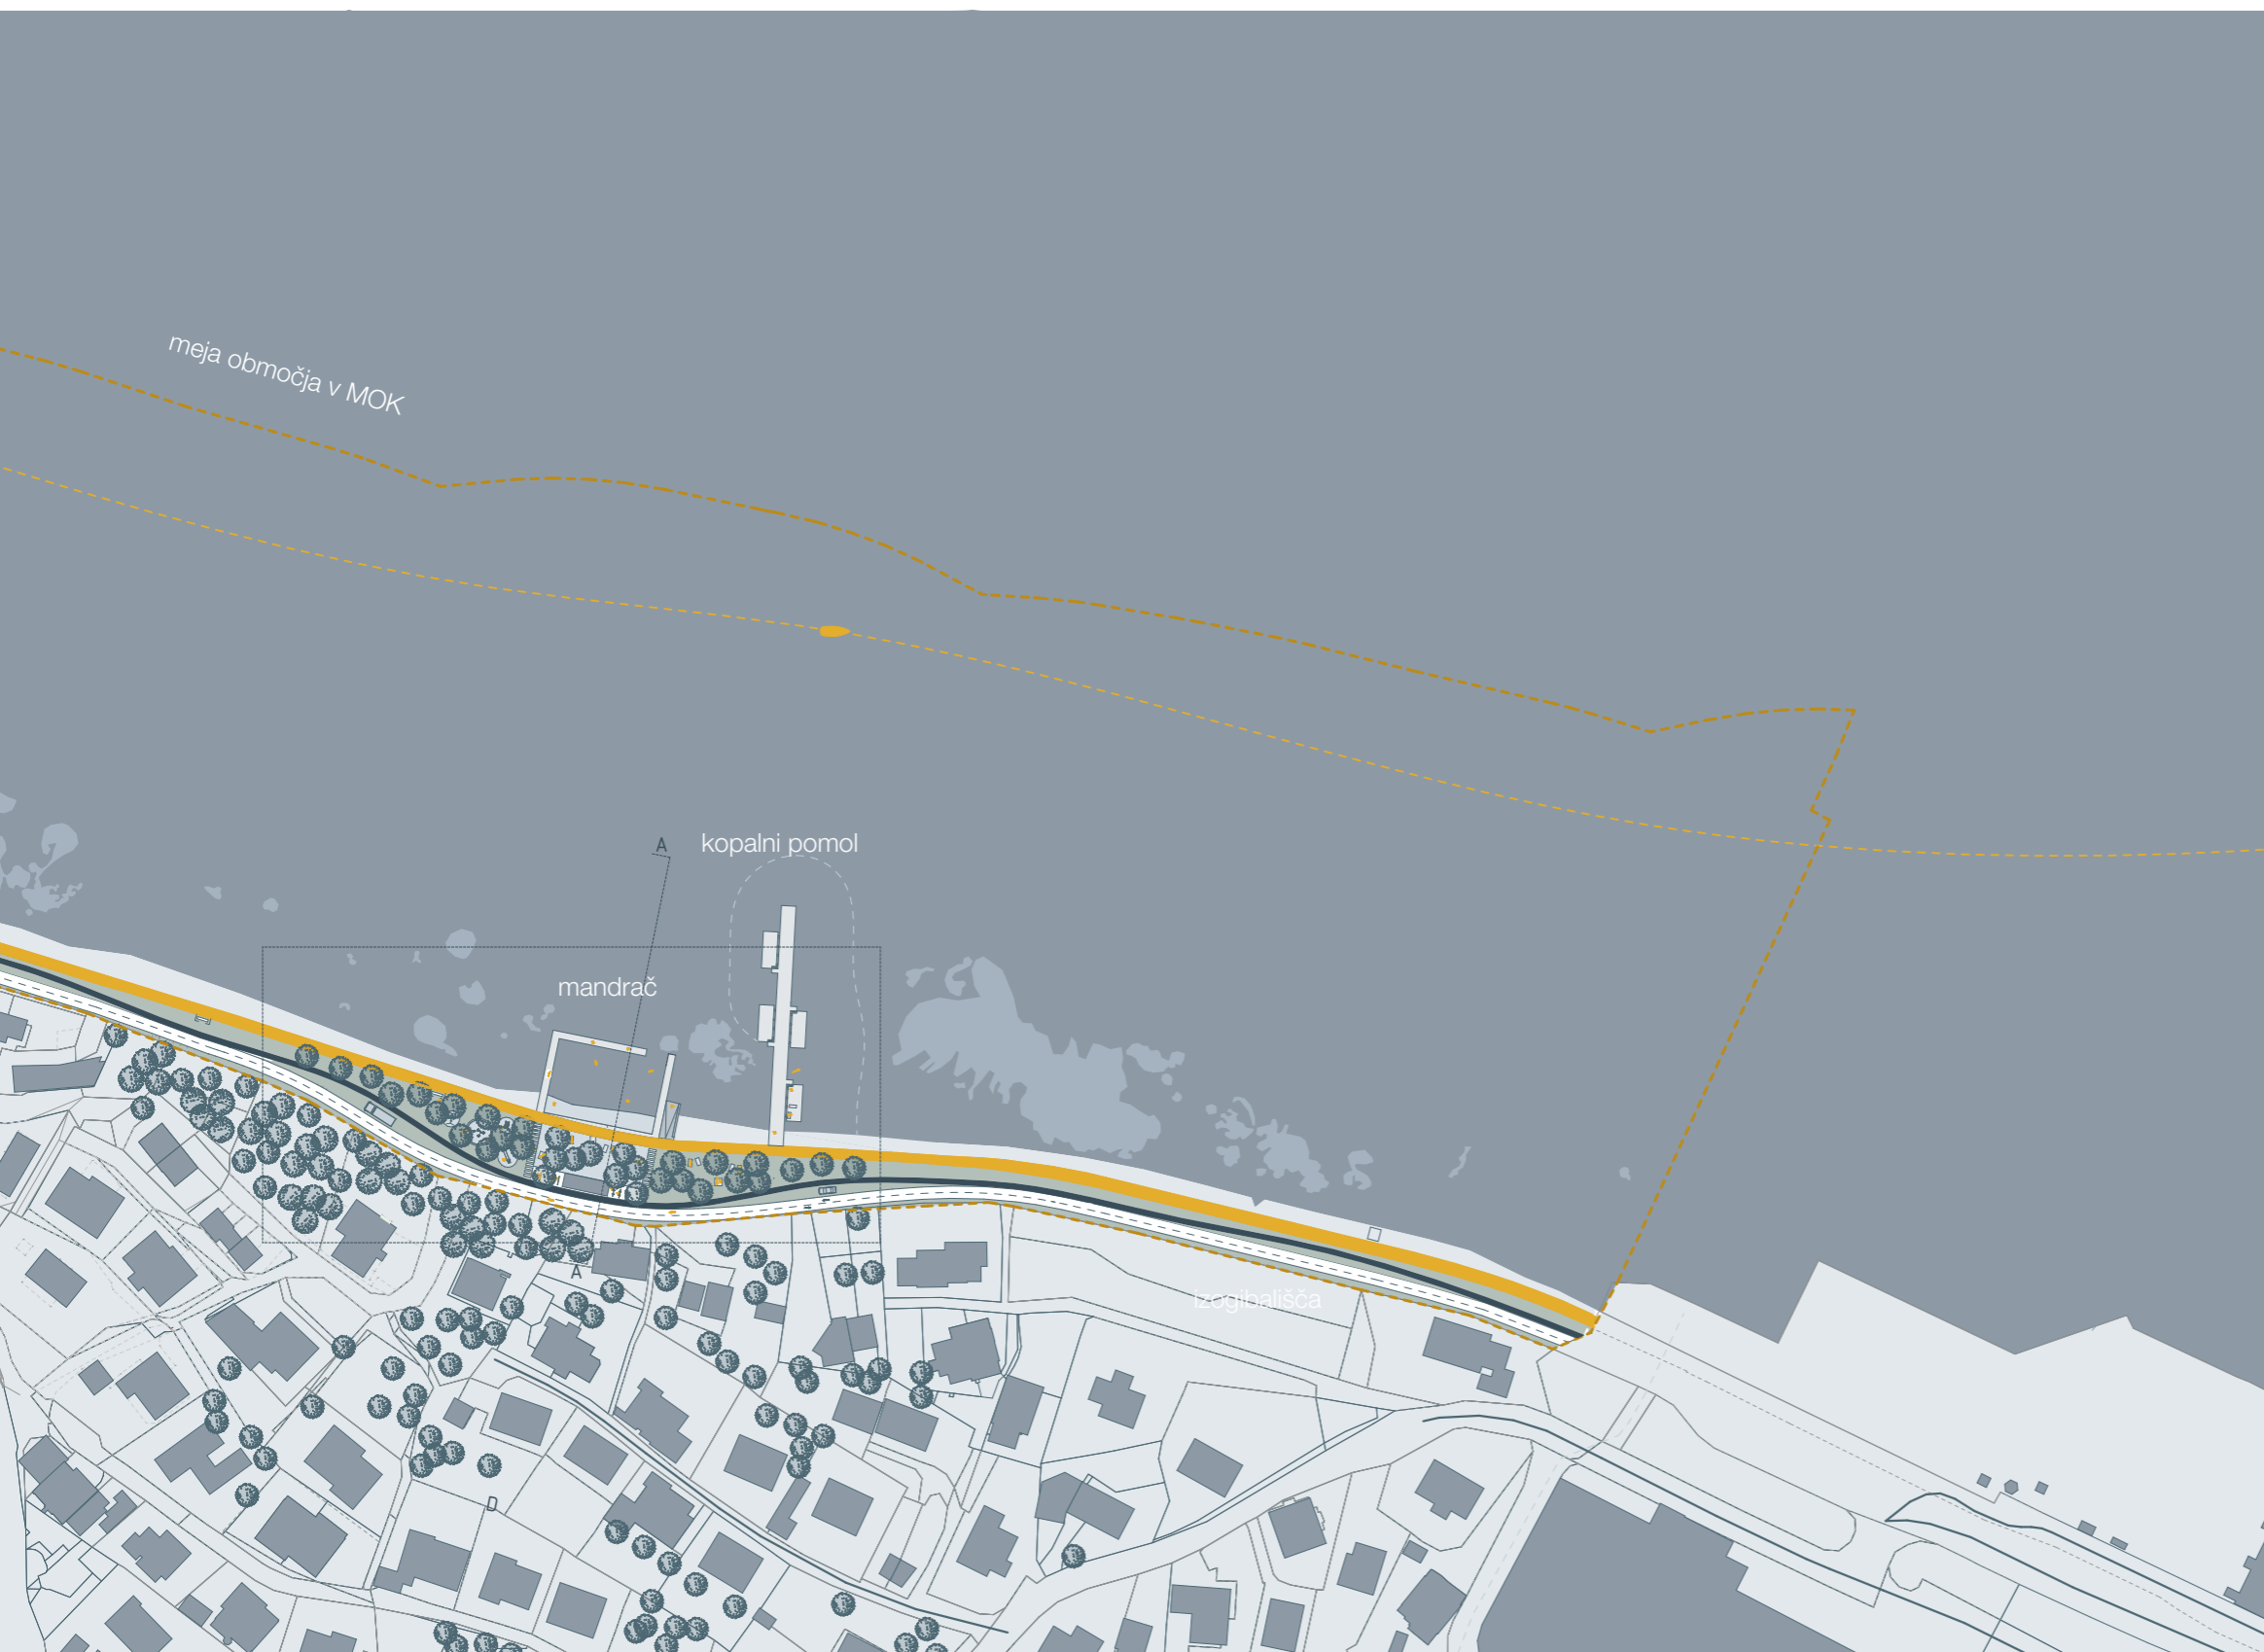 meja območja v MOK
A
kopalni pomol
mandrač
A
izogibališča
D